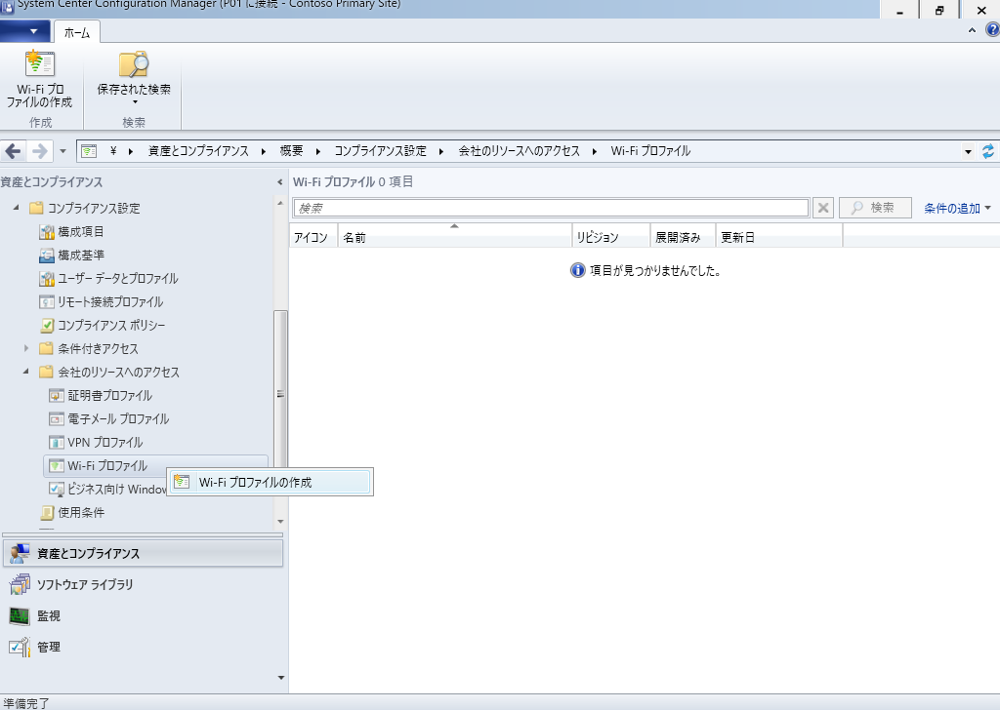 System Center Configuration Manager (P01 に接続 - Contoso Primary Site)
ホーム
Wi-Fi プロ
ファイルの作成
作成
保存された検索
検索
¥ 資産とコンプライアンス 概要 コンプライアンス設定 会社のリソースへのアクセス Wi-Fi プロファイル
資産とコンプライアンス
コンプライアンス設定
構成項目
構成基準
ユーザー データとプロファイル
リモート接続プロファイル
コンプライアンス ポリシー
条件付きアクセス
会社のリソースへのアクセス
証明書プロファイル
電子メール プロファイル
VPN プロファイル
Wi-Fi プロファイル
ビジネス向け Window
使用条件
Wi-Fi プロファイルの作成
資産とコンプライアンス
ソフトウェア ライブラリ
監視
管理
Wi-Fi プロファイル 0 項目
検索
検索
条件の追加
アイコン 名前 リビジョン 展開済み 更新日
項目が見つかりませんでした。
準備完了